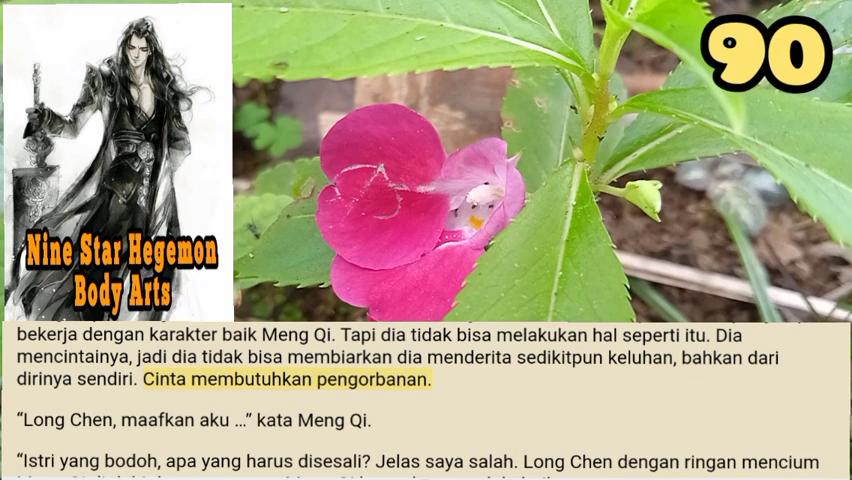 90
Nine Star Hegemon
Body Arts
bekerja dengan karakter baik Meng Qi. Tapi dia tidak bisa melakukan hal seperti itu. Dia
mencintainya, jadi dia tidak bisa membiarkan dia menderita sedikitpun keluhan, bahkan dari
dirinya sendiri. Cinta membutuhkan pengorbanan.
“Long Chen, maafkan aku ...” kata Meng Qi.
“Istri yang bodoh, apa yang harus disesali? Jelas saya salah. Long Chen dengan ringan mencium